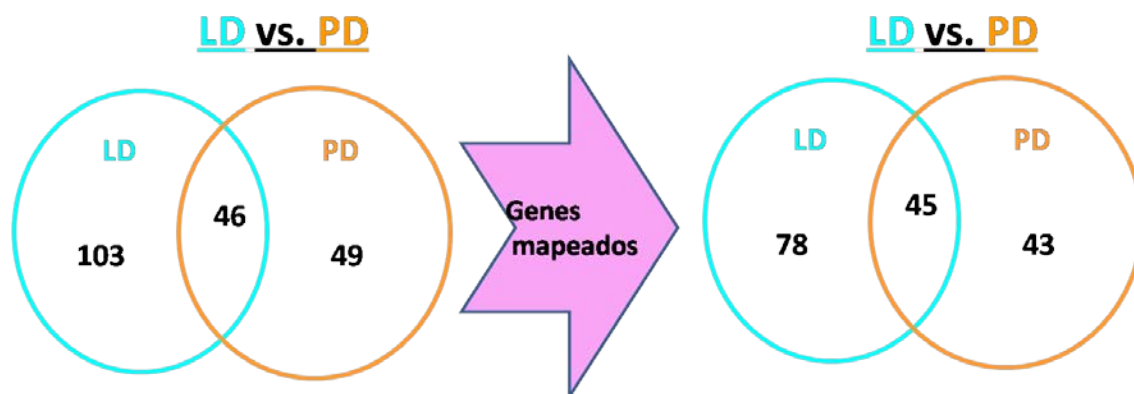 LD vs. PD
LD PD
103 46 49
Genes
mapeados
LD vs. PD
LD PD
78 45 43